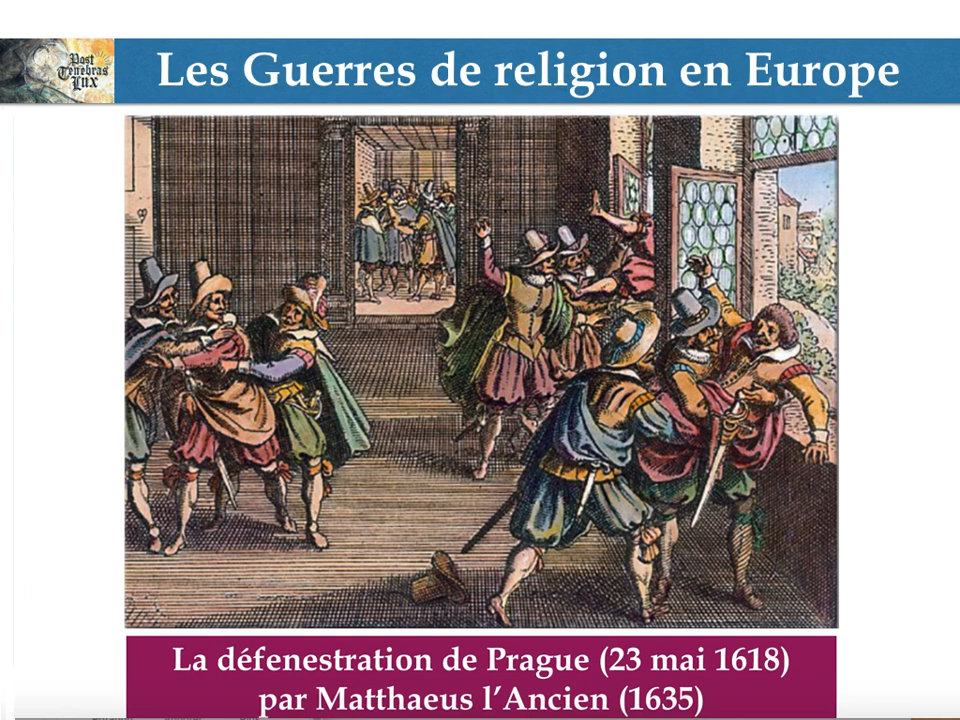 Post
Tenebras
Lux
Les Guerres de religion en Europe
La défenestration de Prague (23 mai 1618)
par Matthaeus l’Ancien (1635)